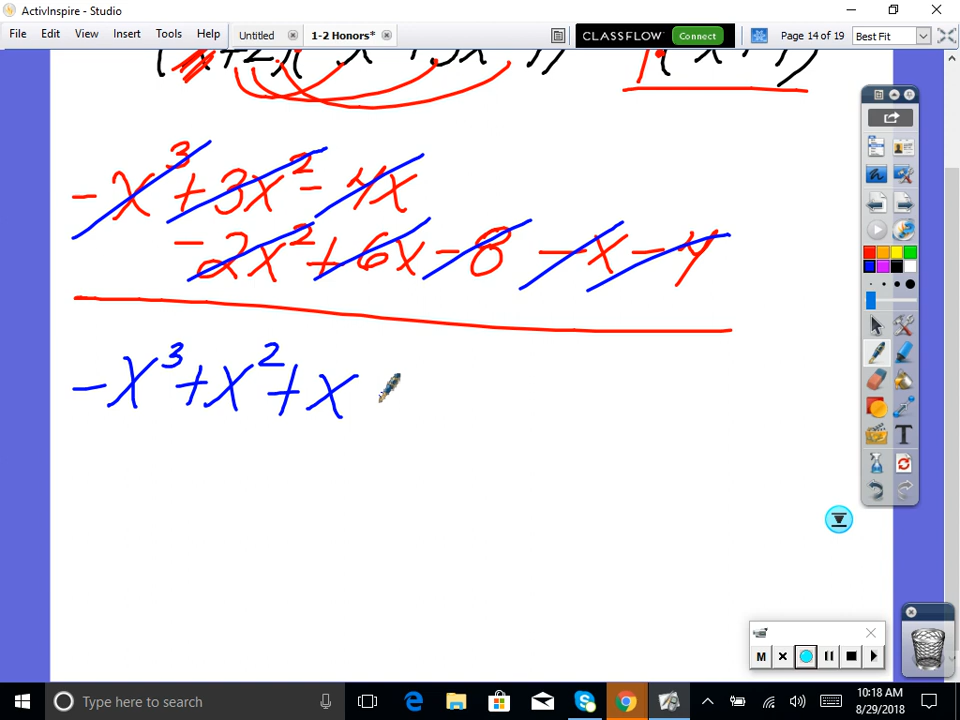 ActivInspire - Studio
File Edit View Insert Tools Help Untitled 1-2 Honors* CLASSFLOW Connect Page 14 of 19 Best Fit
-x³ + 3x² - 4x
- 2x² + 6x - 8 - x - 4
-x³ + x² + x
M
Type here to search
10:18 AM
8/29/2018